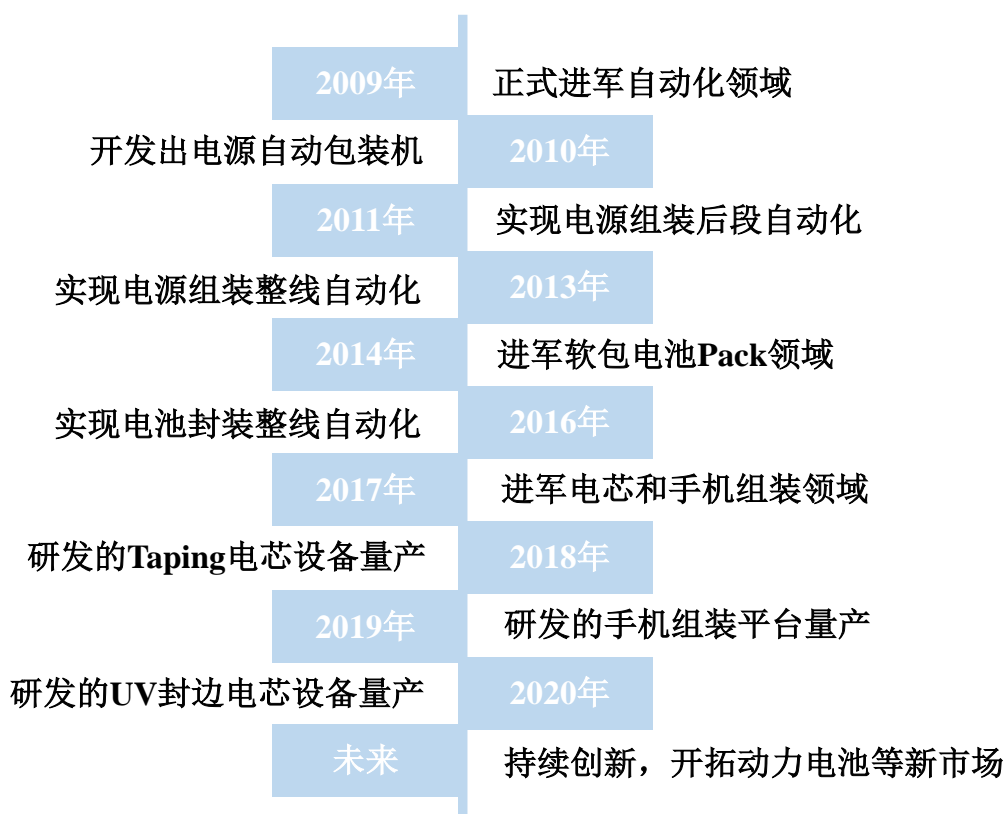 2009年
正式进军自动化领域
开发出电源自动包装机
2010年
2011年
实现电源组装后段自动化
实现电源组装整线自动化
2013年
2014年
进军软包电池Pack领域
实现电池封装整线自动化
2016年
2017年
进军电芯和手机组装领域
研发的Taping电芯设备量产
2018年
2019年
研发的手机组装平台量产
研发的UV封边电芯设备量产
2020年
未来
持续创新，开拓动力电池等新市场